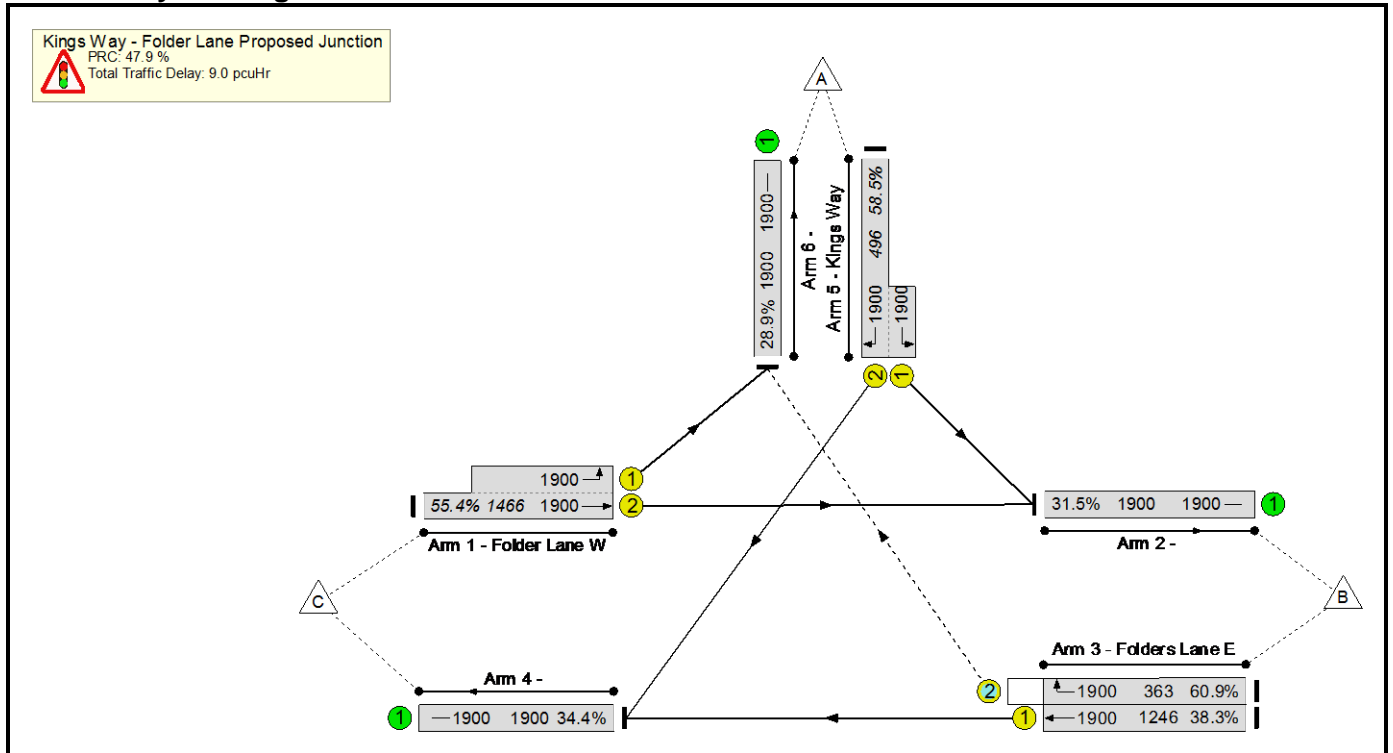 Kings Way - Folder Lane Proposed Junction
PRC: 47.9 %
Total Traffic Delay: 9.0 pcuHr
A
1
28.9% 1900 1900
Arm 6 -
Arm 5 - Kings Way
1900 496 58.5%
1900
2 1
1900 1
55.4% 1466 1900 2
Arm 1 - Folder Lane W
31.5% 1900 1900 1
Arm 2 -
C
B
Arm 3 - Folders Lane E
2 1900 363 60.9%
1 1900 1246 38.3%
Arm 4 -
1 1900 1900 34.4%